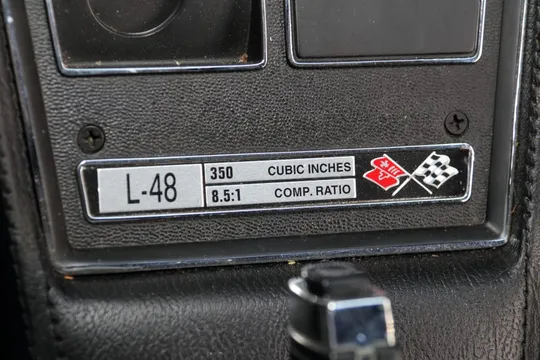 L-48
350 CUBIC INCHES
8.5:1 COMP. RATIO